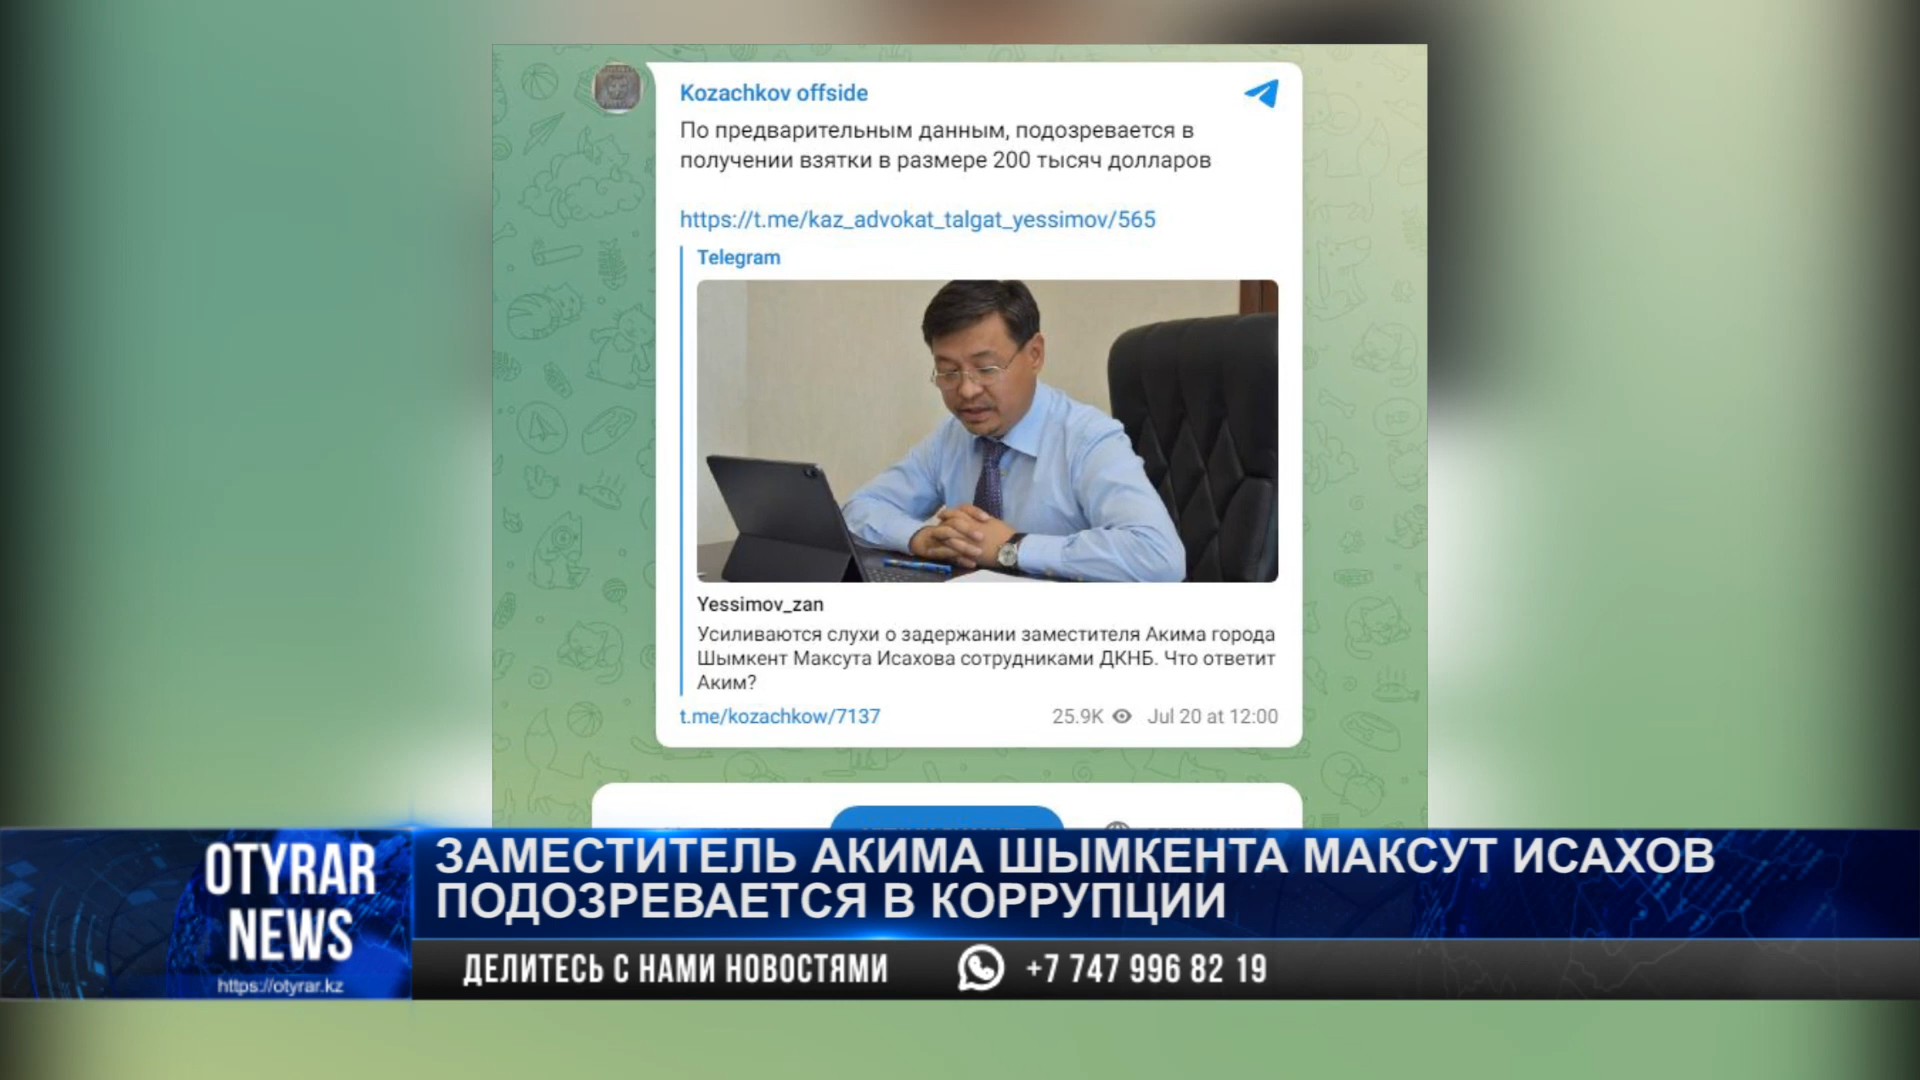 Kozachkov offside
По предварительным данным, подозревается в
получении взятки в размере 200 тысяч долларов
https://t.me/kaz_advokat_talgat_yessimov/565
Telegram
Yessimov_zan
Усиливаются слухи о задержании заместителя Акима города
Шымкент Максута Исахова сотрудниками ДКНБ. Что ответит
Аким?
t.me/kozachkow/7137 25.9K Jul 20 at 12:00
OTYRAR
NEWS
https://otyrar.kz
ЗАМЕСТИТЕЛЬ АКИМА ШЫМКЕНТА МАКСУТ ИСАХОВ
ПОДОЗРЕВАЕТСЯ В КОРРУПЦИИ
ДЕЛИТЕСЬ С НАМИ НОВОСТЯМИ +7 747 996 82 19